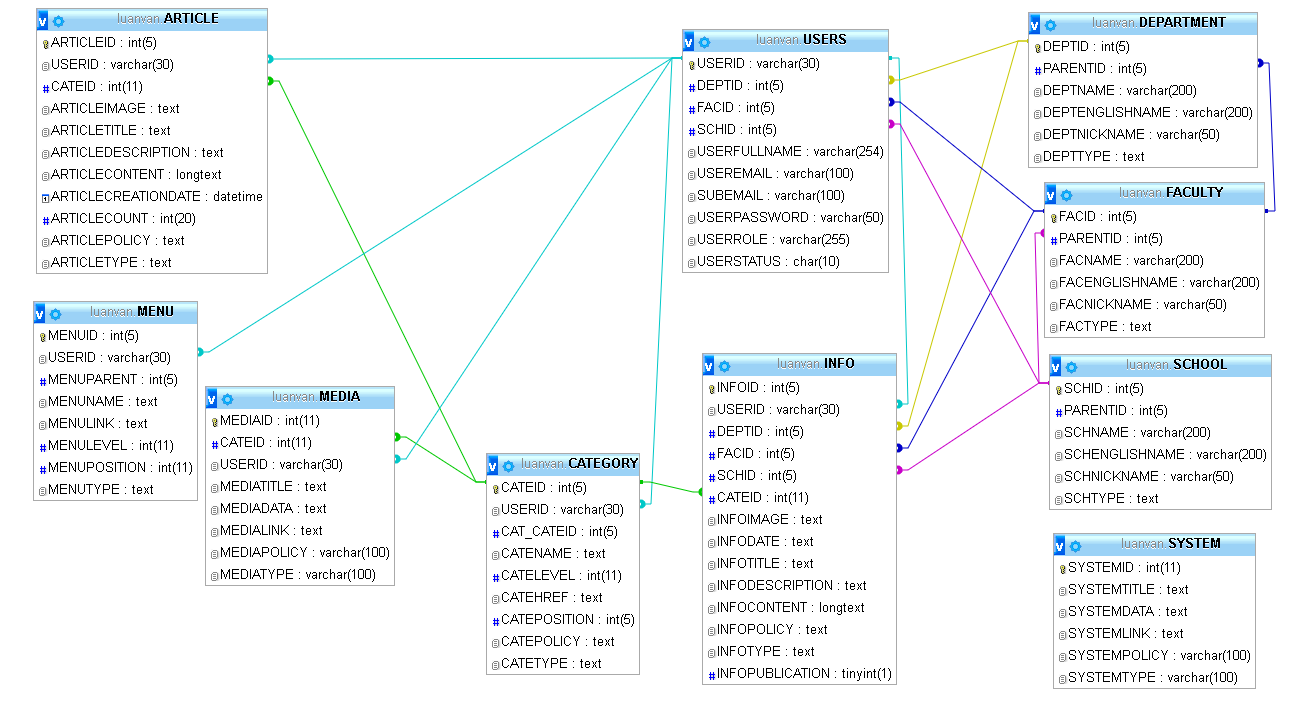 luanvan.ARTICLE
ARTICLEID : int(5)
USERID : varchar(30)
CATEID : int(11)
ARTICLEIMAGE : text
ARTICLETITLE : text
ARTICLEDESCRIPTION : text
ARTICLECONTENT : longtext
ARTICLECREATIONDATE : datetime
ARTICLECOUNT : int(20)
ARTICLEPOLICY : text
ARTICLETYPE : text
luanvan.MENU
MENUID : int(5)
USERID : varchar(30)
MENUPARENT : int(5)
MENUNAME : text
MENULINK : text
MENULEVEL : int(11)
MENUPOSITION : int(11)
MENUTYPE : text
luanvan.MEDIA
MEDIAID : int(11)
CATEID : int(11)
USERID : varchar(30)
MEDIATITLE : text
MEDIADATA : text
MEDIALINK : text
MEDIAPOLICY : varchar(100)
MEDIATYPE : varchar(100)
luanvan.CATEGORY
CATEID : int(5)
USERID : varchar(30)
CAT_CATEID : int(5)
CATENAME : text
CATELEVEL : int(11)
CATEHREF : text
CATEPOSITION : int(5)
CATEPOLICY : text
CATETYPE : text
luanvan.USERS
USERID : varchar(30)
DEPTID : int(5)
FACID : int(5)
SCHID : int(5)
USERFULLNAME : varchar(254)
USEREMAIL : varchar(100)
SUBEMAIL : varchar(100)
USERPASSWORD : varchar(50)
USERROLE : varchar(255)
USERSTATUS : char(10)
luanvan.INFO
INFOID : int(5)
USERID : varchar(30)
DEPTID : int(5)
FACID : int(5)
SCHID : int(5)
CATEID : int(11)
INFOIMAGE : text
INFODATE : text
INFOTITLE : text
INFODESCRIPTION : text
INFOCONTENT : longtext
INFOPOLICY : text
INFOTYPE : text
INFOPUBLICATION : tinyint(1)
luanvan.DEPARTMENT
DEPTID : int(5)
PARENTID : int(5)
DEPTNAME : varchar(200)
DEPTENGLISHNAME : varchar(200)
DEPTNICKNAME : varchar(50)
DEPTTYPE : text
luanvan.FACULTY
FACID : int(5)
PARENTID : int(5)
FACNAME : varchar(200)
FACENGLISHNAME : varchar(200)
FACNICKNAME : varchar(50)
FACTYPE : text
luanvan.SCHOOL
SCHID : int(5)
PARENTID : int(5)
SCHNAME : varchar(200)
SCHENGLISHNAME : varchar(200)
SCHNICKNAME : varchar(50)
SCHTYPE : text
luanvan.SYSTEM
SYSTEMID : int(11)
SYSTEMTITLE : text
SYSTEMDATA : text
SYSTEMLINK : text
SYSTEMPOLICY : varchar(100)
SYSTEMTYPE : varchar(100)